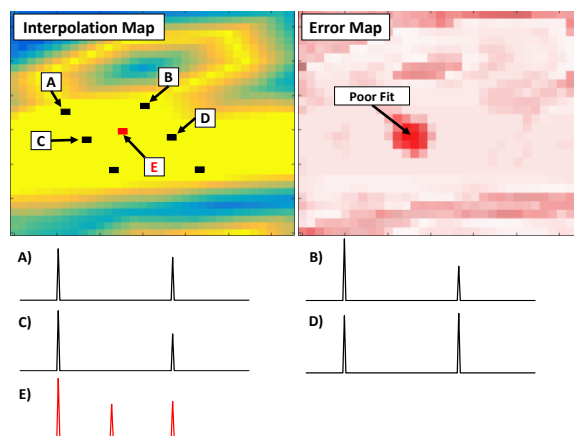 Interpolation Map
Error Map
A
B
C
D
E
Poor Fit
A)
B)
C)
D)
E)